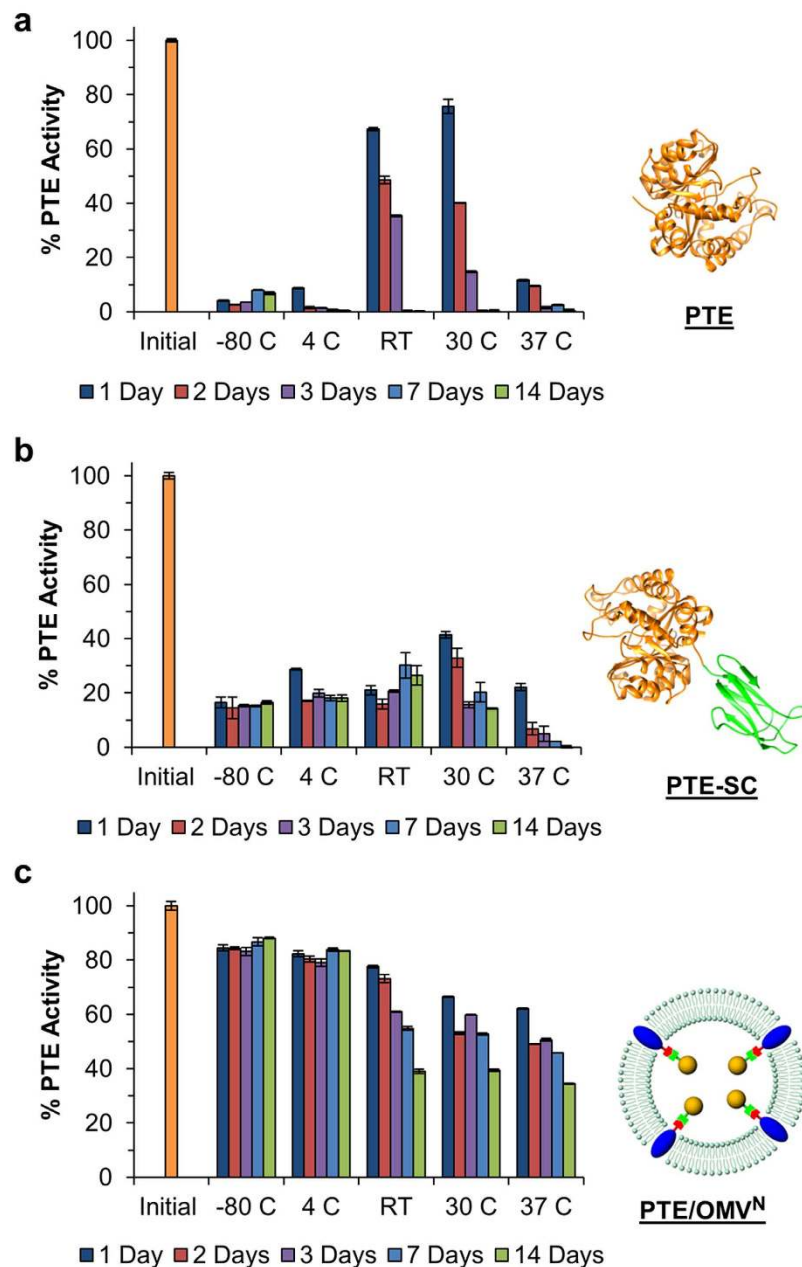 a
100
80
60
40
20
0
% PTE Activity
Initial -80 C 4 C RT 30 C 37 C
1 Day 2 Days 3 Days 7 Days 14 Days
PTE
b
100
80
60
40
20
0
% PTE Activity
Initial -80 C 4 C RT 30 C 37 C
1 Day 2 Days 3 Days 7 Days 14 Days
PTE-SC
c
100
80
60
40
20
0
% PTE Activity
Initial -80 C 4 C RT 30 C 37 C
1 Day 2 Days 3 Days 7 Days 14 Days
PTE/OMVᴺ